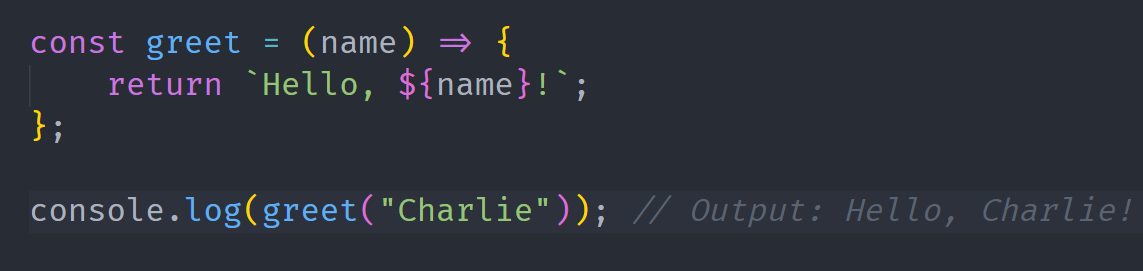 const greet = (name) => {
    return `Hello, ${name}!`;
};

console.log(greet("Charlie")); // Output: Hello, Charlie!